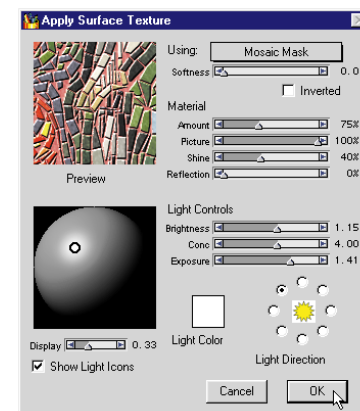 Apply Surface Texture
Using: Mosaic Mask
Softness 0.0
Inverted
Material
Amount 75%
Picture 100%
Shine 40%
Reflection 0%
Preview
Light Controls
Brightness 1.15
Conc 4.00
Exposure 1.41
Display 0.33
Light Color
Show Light Icons
Light Direction
Cancel OK